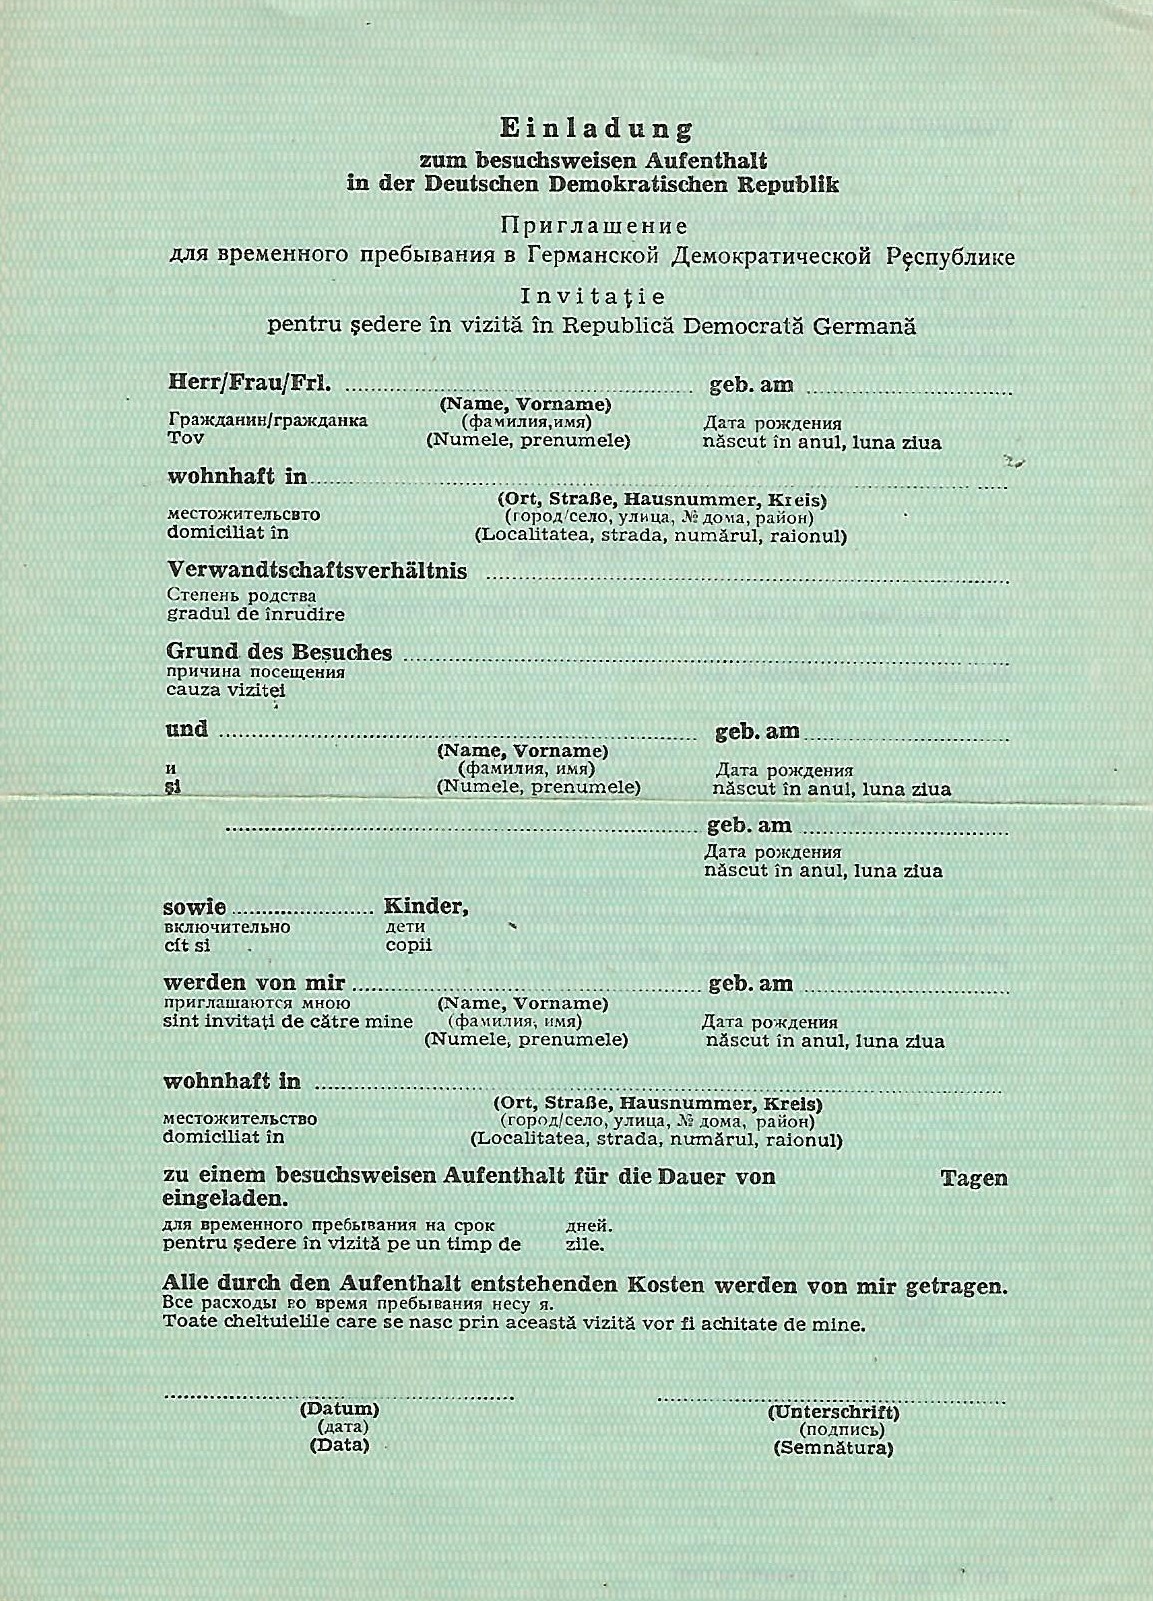 Einladung
zum besuchsweisen Aufenthalt
in der Deutschen Demokratischen Republik
Приглашение
для временного пребывания в Германской Демократической Республике
Invitație
pentru ședere în vizită în Republică Democrată Germană
Herr/Frau/Frl. .......... geb. am ..........
(Name, Vorname)
Гражданин/гражданка (фамилия,имя) Дата рождения
Tov (Numele, prenumele) născut în anul, luna ziua
wohnhaft in ..........
(Ort, Straße, Hausnummer, Kreis)
местожительсвто (город/село, улица, № дома, район)
domiciliat în (Localitatea, strada, numărul, raionul)
Verwandtschaftsverhältnis ..........
Степень родства
gradul de înrudire
Grund des Besuches ..........
причина посещения
cauza viziței
und .......... geb. am ..........
(Name, Vorname)
и (фамилия, имя) Дата рождения
și (Numele, prenumele) născut în anul, luna ziua
.......... geb. am ..........
Дата рождения
născut în anul, luna ziua
sowie .......... Kinder,
включительно дети
cît si copii
werden von mir .......... geb. am ..........
приглашаются мною (Name, Vorname)
sint invitați de către mine (фамилия, имя) Дата рождения
(Numele, prenumele) născut în anul, luna ziua
wohnhaft in ..........
(Ort, Straße, Hausnummer, Kreis)
местожительство (город/село, улица, № дома, район)
domiciliat în (Localitatea, strada, numărul, raionul)
zu einem besuchsweisen Aufenthalt für die Dauer von Tagen
eingeladen.
для временного пребывания на срок дней.
pentru ședere în vizită pe un timp de zile.
Alle durch den Aufenthalt entstehenden Kosten werden von mir getragen.
Все расходы во время пребывания несу я.
Toate cheltuielile care se nasc prin această vizită vor fi achitate de mine.
(Datum) (Unterschrift)
(дата) (подпись)
(Data) (Semnătura)